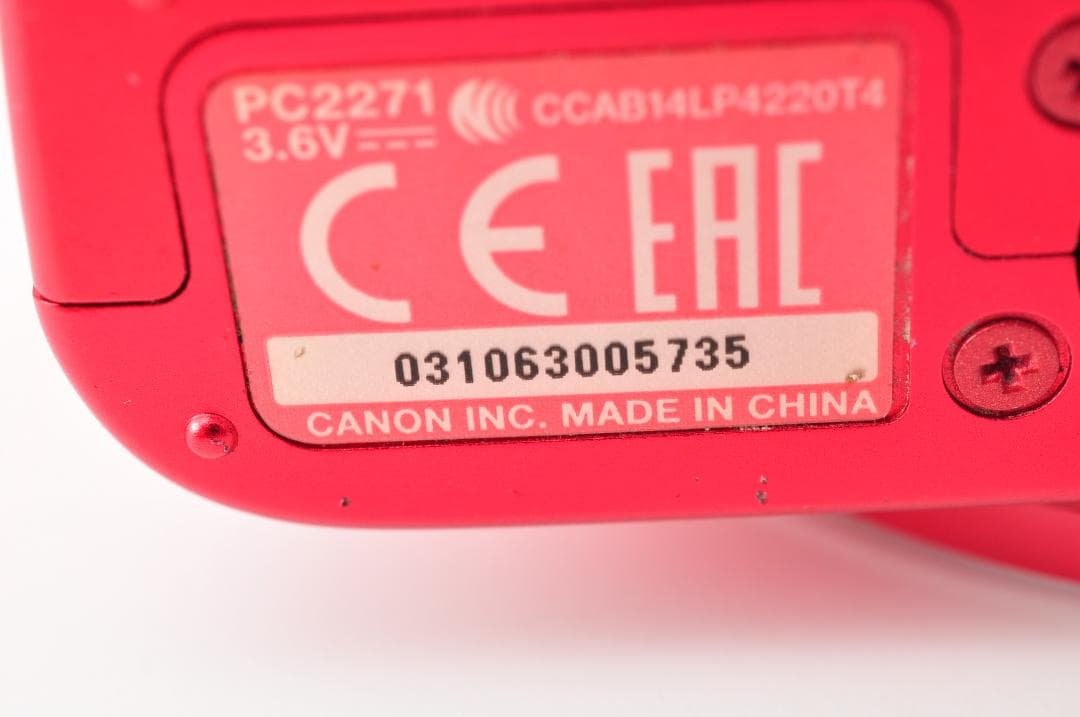 PC2271 CCAB14LP4220T4
3.6V
CE EAC
031063005735
CANON INC. MADE IN CHINA